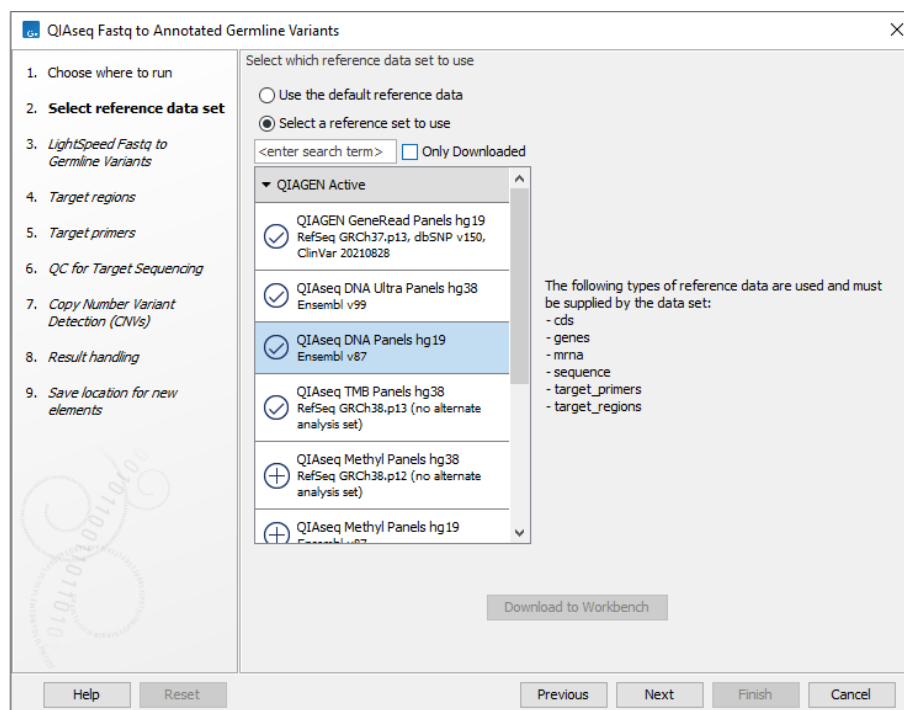 QIAseq Fastq to Annotated Germline Variants
1. Choose where to run
2. Select reference data set
3. LightSpeed Fastq to
Germline Variants
4. Target regions
5. Target primers
6. QC for Target Sequencing
7. Copy Number Variant
Detection (CNVs)
8. Result handling
9. Save location for new
elements
Select which reference data set to use
Use the default reference data
Select a reference set to use
<enter search term>
Only Downloaded
QIAGEN Active
QIAGEN GeneRead Panels hg19
RefSeq GRCh37.p13, dbSNP v150,
ClinVar 20210828
QIAseq DNA Ultra Panels hg38
Ensembl v99
QIAseq DNA Panels hg19
Ensembl v87
QIAseq TMB Panels hg38
RefSeq GRCh38.p13 (no alternate
analysis set)
QIAseq Methyl Panels hg38
RefSeq GRCh38.p12 (no alternate
analysis set)
QIAseq Methyl Panels hg19
Ensembl v87
The following types of reference data are used and must
be supplied by the data set:
- cds
- genes
- mrna
- sequence
- target_primers
- target_regions
Download to Workbench
Help
Reset
Previous
Next
Finish
Cancel